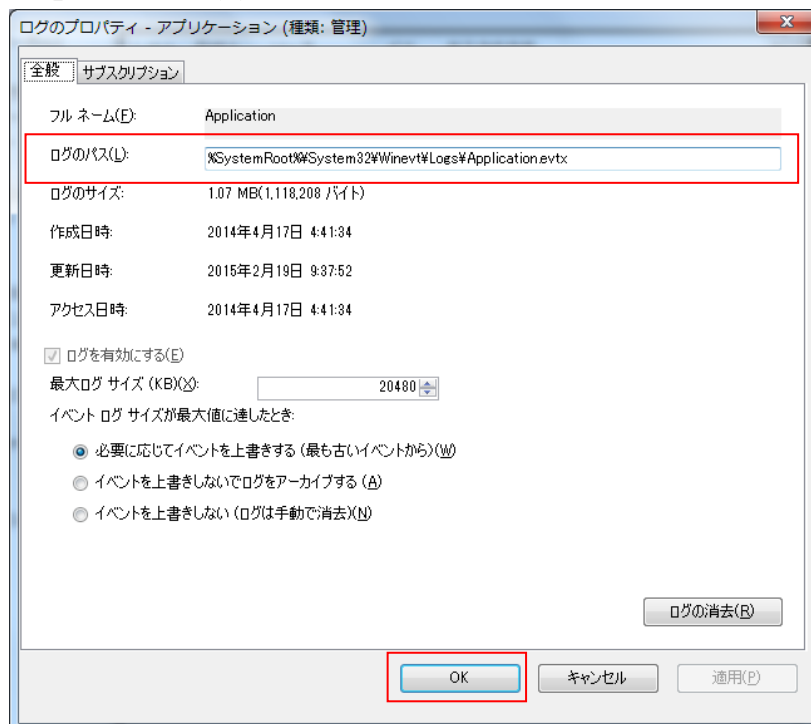 ログのプロパティ - アプリケーション (種類: 管理)
全般 サブスクリプション
フル ネーム(F): Application
ログのパス(L): %SystemRoot%¥System32¥Winevt¥Logs¥Application.evtx
ログのサイズ: 1.07 MB(1,118,208 バイト)
作成日時: 2014年4月17日 4:41:34
更新日時: 2015年2月19日 9:37:52
アクセス日時: 2014年4月17日 4:41:34
ログを有効にする(E)
最大ログ サイズ (KB)(X): 20480
イベント ログ サイズが最大値に達したとき:
必要に応じてイベントを上書きする (最も古いイベントから)(W)
イベントを上書きしないでログをアーカイブする (A)
イベントを上書きしない (ログは手動で消去)(N)
ログの消去(R)
OK キャンセル 適用(P)